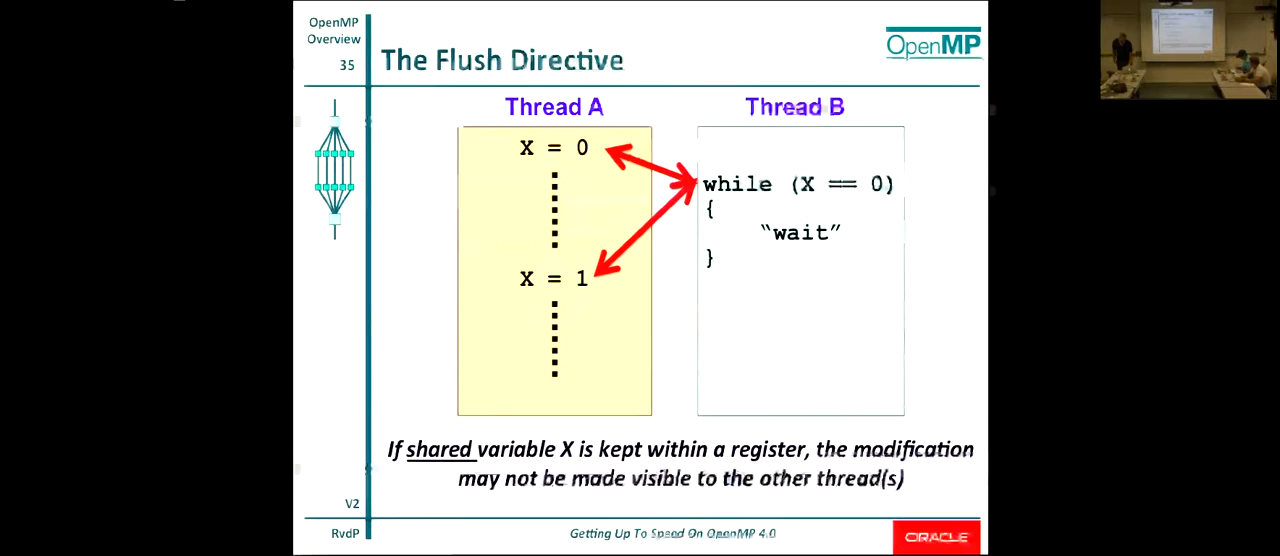 OpenMP
Overview
35
The Flush Directive
OpenMP
Thread A
Thread B
X = 0
while (X == 0)
{
“wait”
}
X = 1
If shared variable X is kept within a register, the modification
may not be made visible to the other thread(s)
V2
RvdP
Getting Up To Speed On OpenMP 4.0
ORACLE